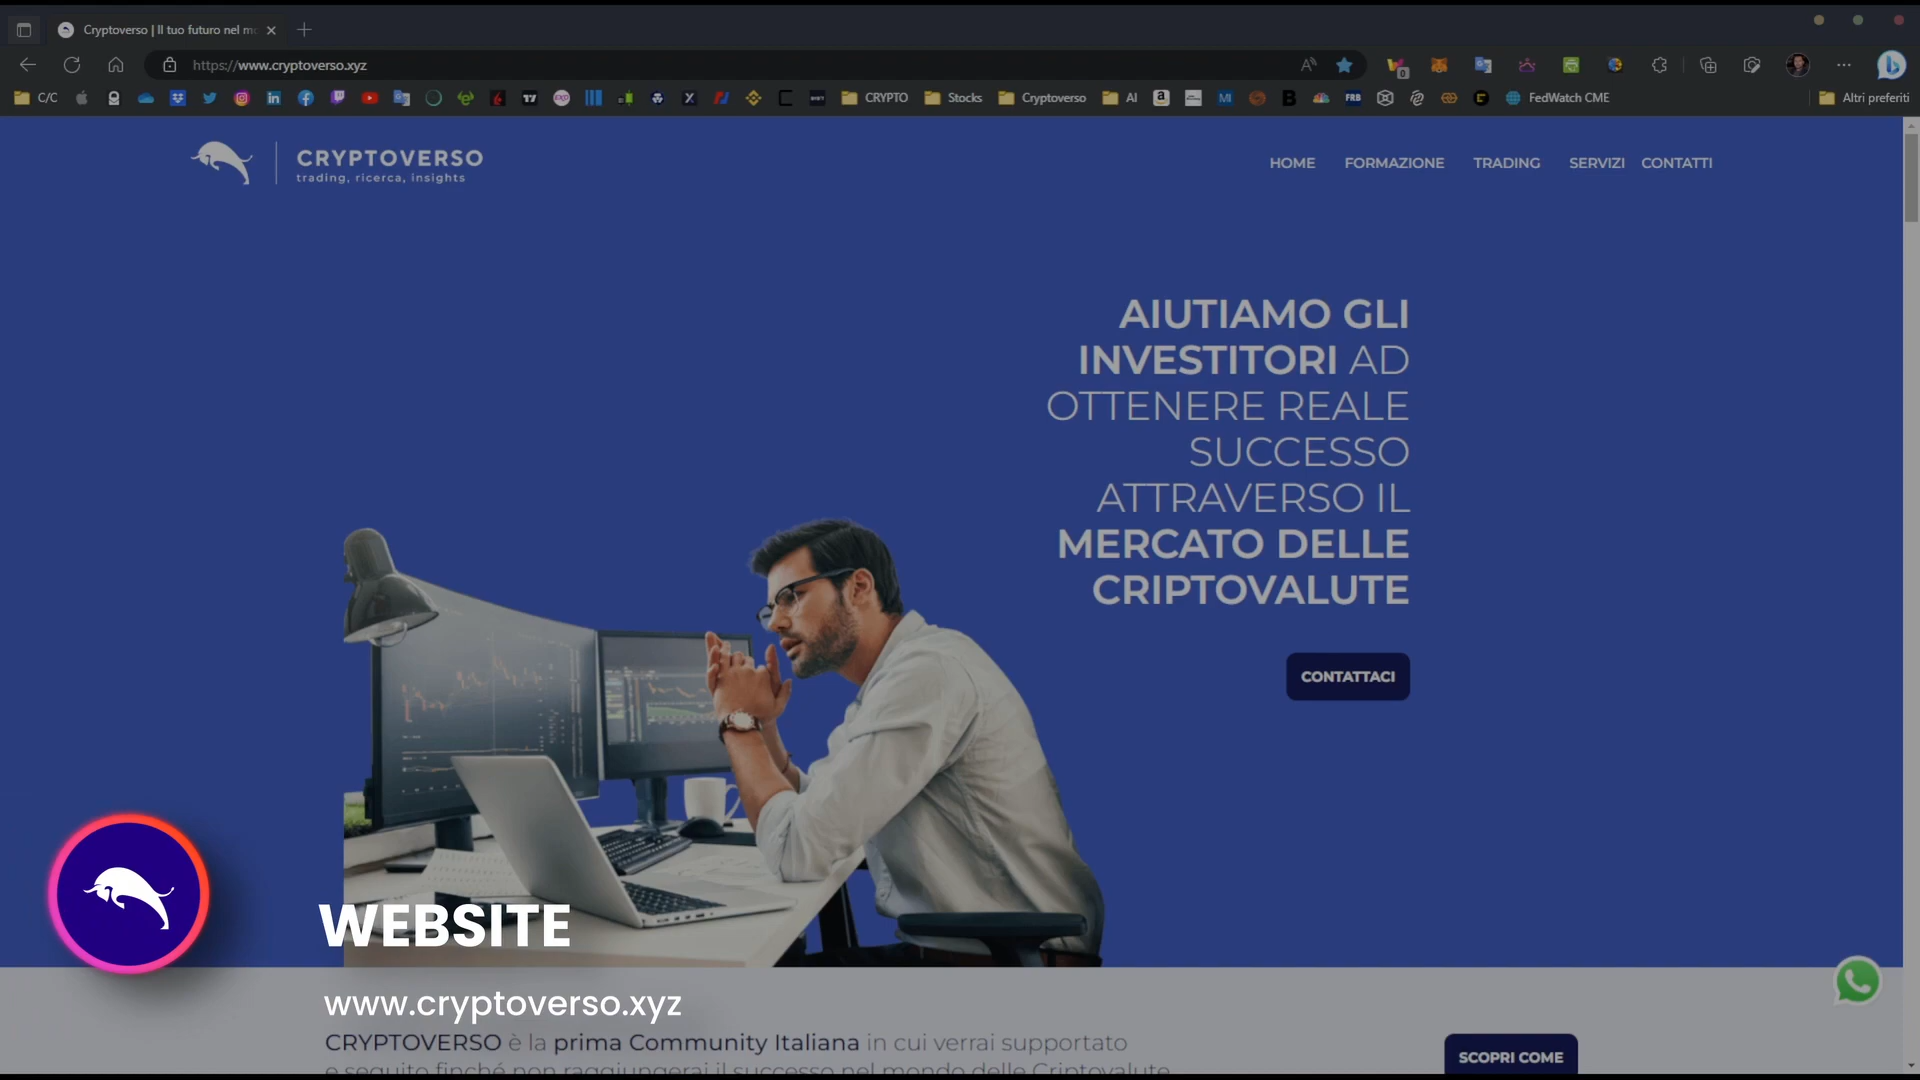 Cryptoverso | Il tuo futuro nel mo
https://www.cryptoverso.xyz
C/C
CRYPTO
Stocks
Cryptoverso
AI
FRB
FedWatch CME
Altri preferiti
CRYPTOVERSO
trading, ricerca, insights
HOME
FORMAZIONE
TRADING
SERVIZI
CONTATTI
AIUTIAMO GLI
INVESTITORI AD
OTTENERE REALE
SUCCESSO
ATTRAVERSO IL
MERCATO DELLE
CRIPTOVALUTE
CONTATTACI
WEBSITE
www.cryptoverso.xyz
CRYPTOVERSO è la prima Community Italiana in cui verrai supportato
e seguito finché non raggiungerai il successo nel mondo delle Criptovalute
SCOPRI COME